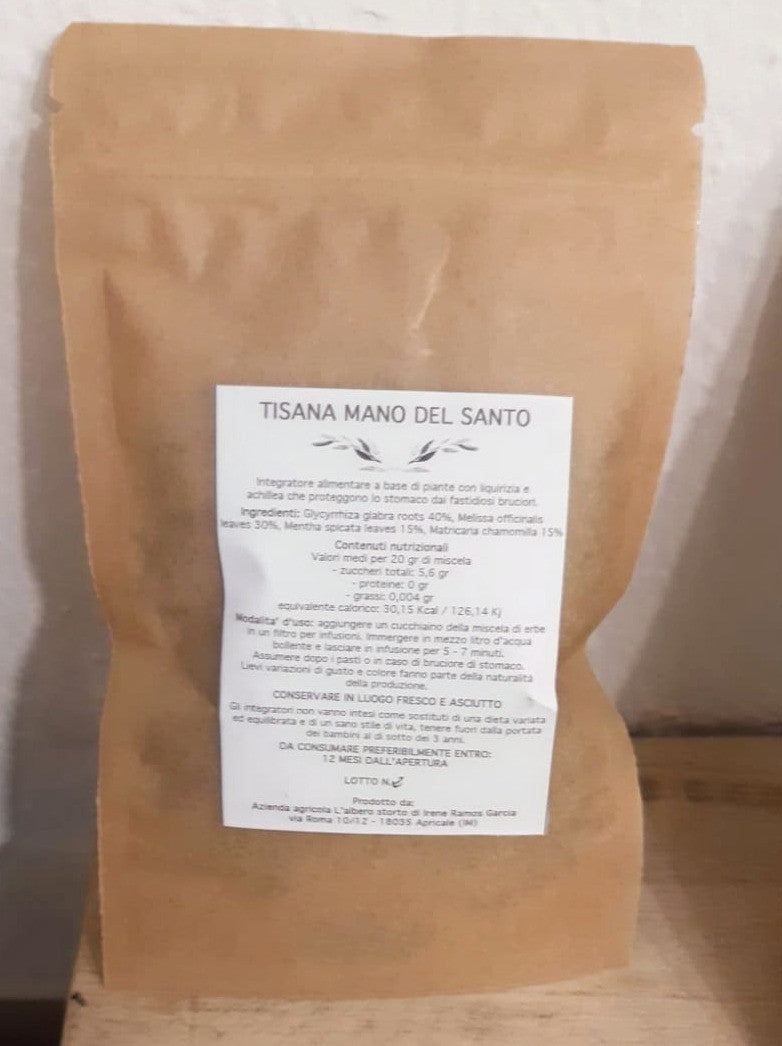 TISANA MANO DEL SANTO
Integratore alimentare a base di piante con liquirizia e
achillea che proteggono lo stomaco dai fastidiosi bruciori.
Ingredienti: Glycyrrhiza glabra roots 40%, Melissa officinalis
leaves 30%, Mentha spicata leaves 15%, Matricaria chamomilla 15%
Contenuti nutrizionali
Valori medi per 20 gr di miscela
- zuccheri totali: 5,6 gr
- proteine: 0 gr
- grassi: 0,004 gr
equivalente calorico: 30,15 Kcal / 126,14 Kj
Modalita' d'uso: aggiungere un cucchiaino della miscela di erbe
in un filtro per infusioni. Immergere in mezzo litro d'acqua
bollente e lasciare in infusione per 5 - 7 minuti.
Assumere dopo i pasti o in caso di bruciore di stomaco.
Lievi variazioni di gusto e colore fanno parte della naturalità
della produzione.
CONSERVARE IN LUOGO FRESCO E ASCIUTTO
Gli integratori non vanno intesi come sostituti di una dieta variata
ed equilibrata e di un sano stile di vita, tenere fuori dalla portata
dei bambini al di sotto dei 3 anni.
DA CONSUMARE PREFERIBILMENTE ENTRO:
12 MESI DALL'APERTURA
LOTTO N.2
Prodotto da:
Azienda agricola L'albero storto di Irene Ramos Garcia
via Roma 10/12 - 18035 Apricale (IM)